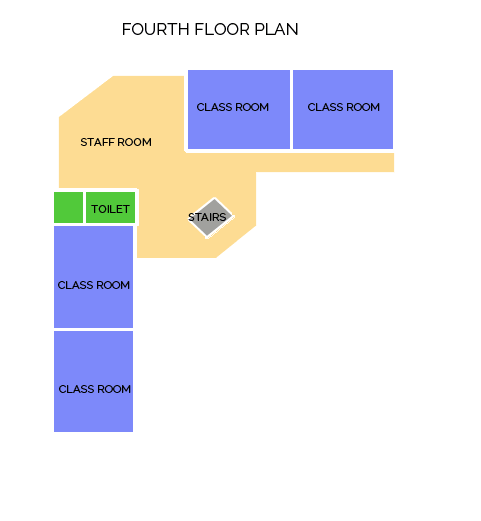 FOURTH FLOOR PLAN
CLASS ROOM
CLASS ROOM
STAFF ROOM
TOILET
STAIRS
CLASS ROOM
CLASS ROOM